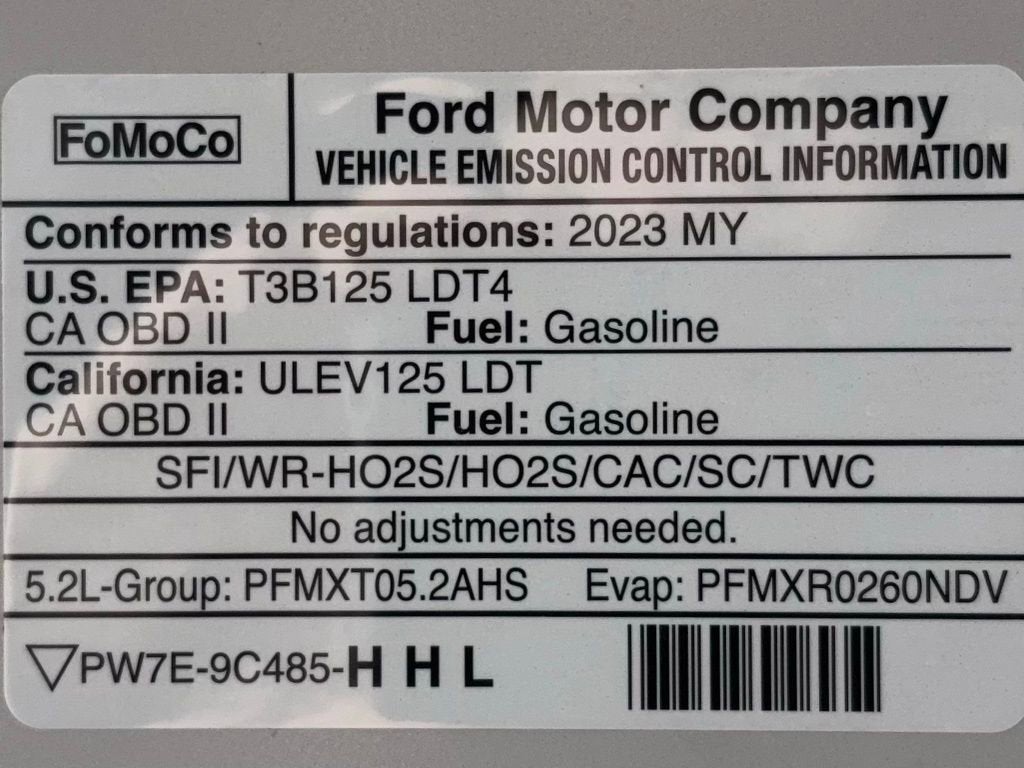 FoMoCo
Ford Motor Company
VEHICLE EMISSION CONTROL INFORMATION
Conforms to regulations: 2023 MY
U.S. EPA: T3B125 LDT4
CA OBD II Fuel: Gasoline
California: ULEV125 LDT
CA OBD II Fuel: Gasoline
SFI/WR-HO2S/HO2S/CAC/SC/TWC
No adjustments needed.
5.2L-Group: PFMXT05.2AHS Evap: PFMXR0260NDV
▽PW7E-9C485-H H L